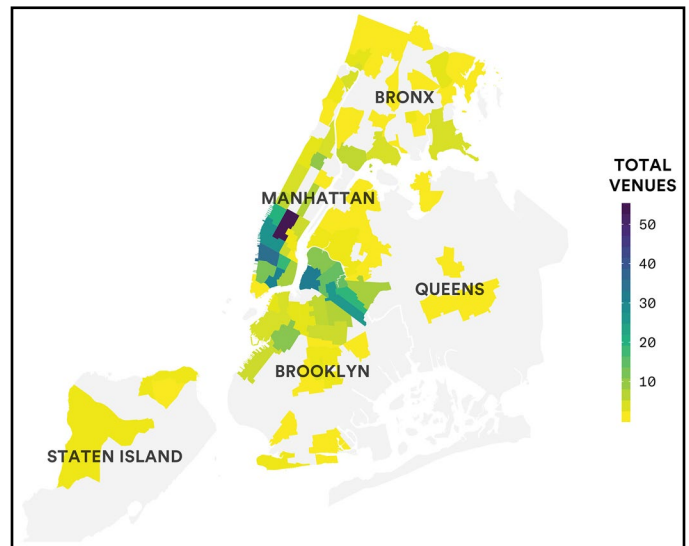 BRONX
MANHATTAN
TOTAL
VENUES
50
40
30
20
10
QUEENS
BROOKLYN
STATEN ISLAND